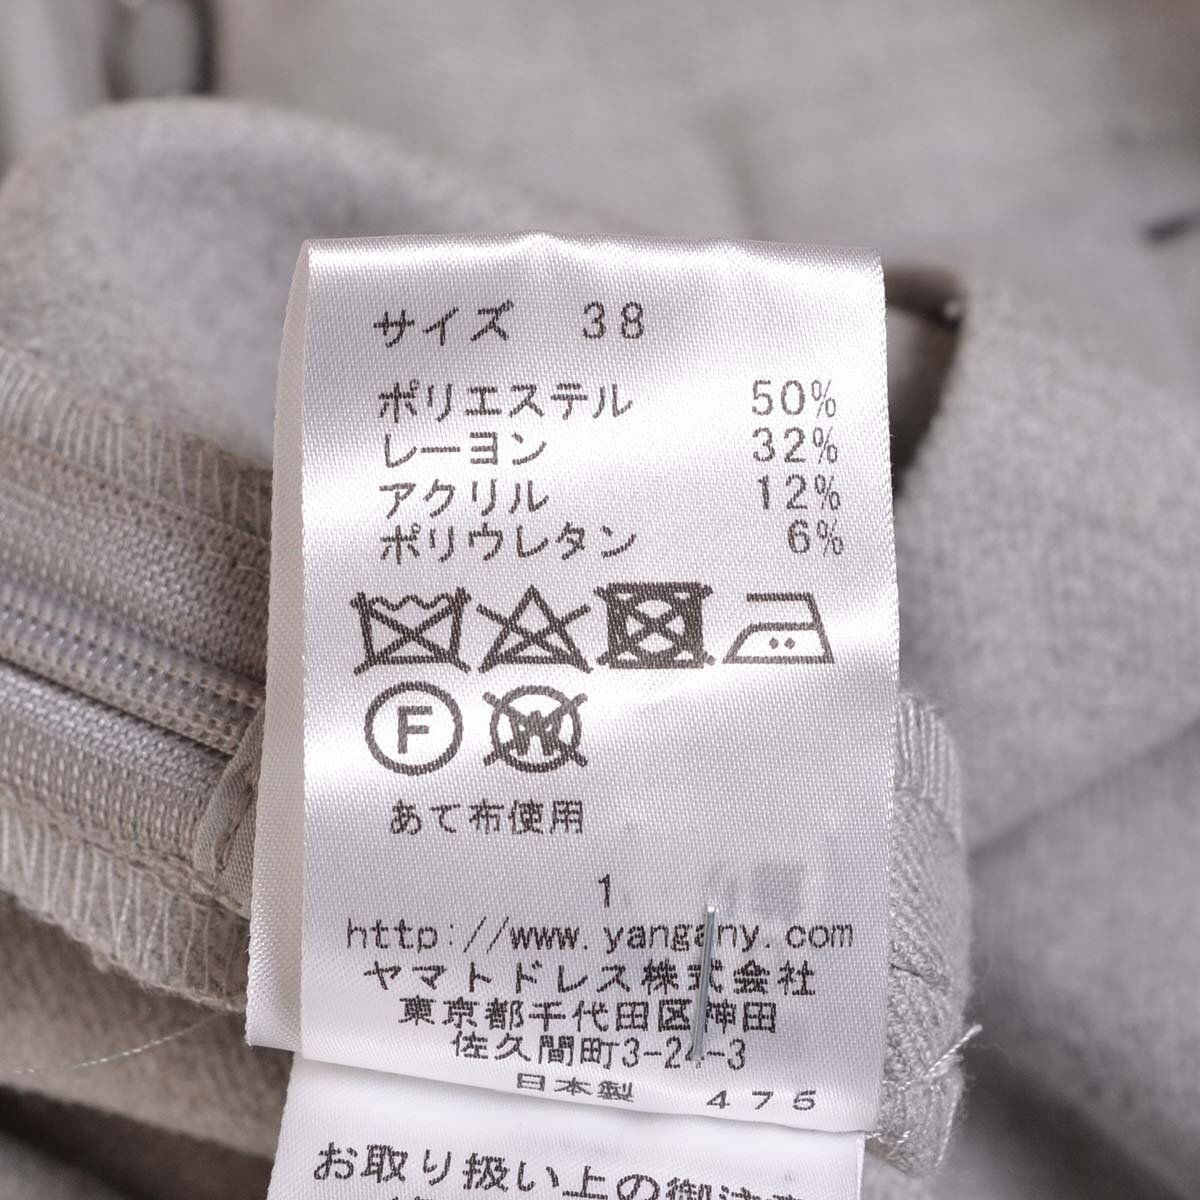 サイズ 38
ポリエステル 50%
レーヨン 32%
アクリル 12%
ポリウレタン 6%
F W
あて布使用
1
http://www.yangany.com
ヤマトドレス株式会社
東京都千代田区神田
佐久間町3-24-3
日本製 475
お取り扱い上の御注意